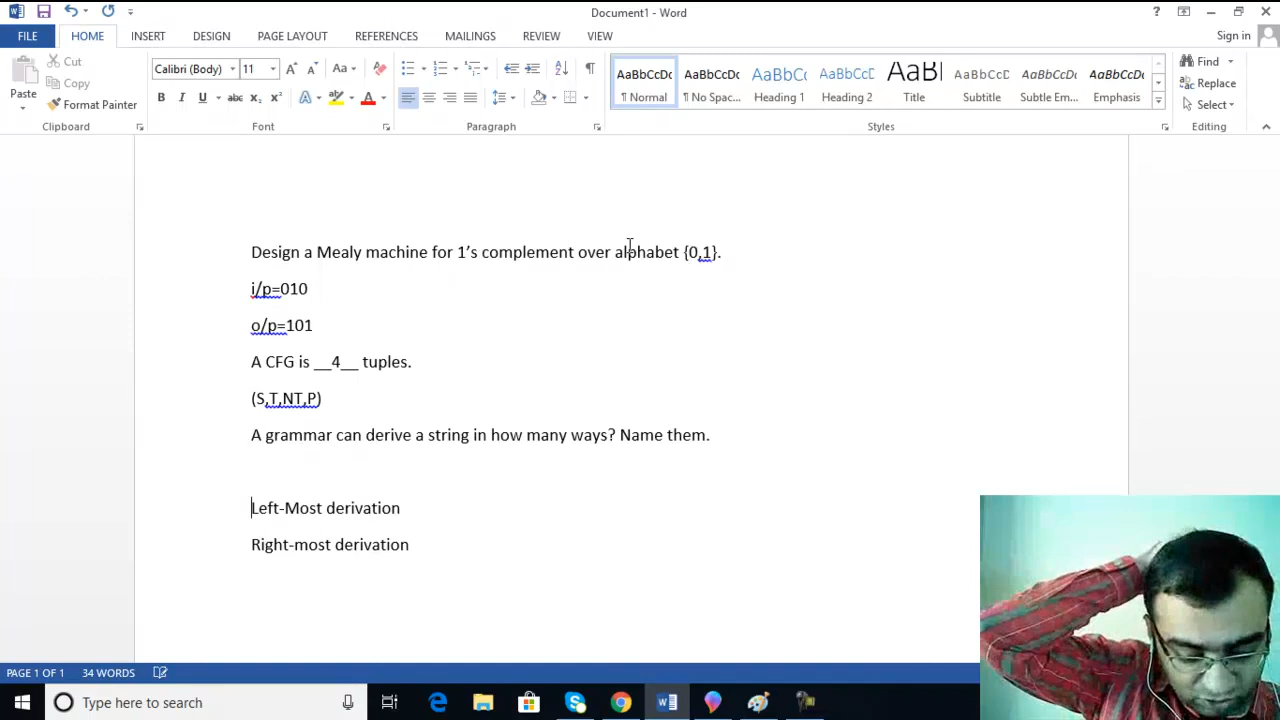 Document1 - Word
Sign in
FILE HOME INSERT DESIGN PAGE LAYOUT REFERENCES MAILINGS REVIEW VIEW
Paste
Cut
Copy
Format Painter
Clipboard
Calibri (Body) 11
Font
Paragraph
AaBbCcDc AaBbCcDc AaBbCc AaBbCcD AaBl AaBbCcD AaBbCcDc AaBbCcDc
¶ Normal ¶ No Spac... Heading 1 Heading 2 Title Subtitle Subtle Em... Emphasis
Styles
Find
Replace
Select
Editing
Design a Mealy machine for 1’s complement over alphabet {0,1}.
i/p=010
o/p=101
A CFG is __4__ tuples.
(S,T,NT,P)
A grammar can derive a string in how many ways? Name them.
Left-Most derivation
Right-most derivation
PAGE 1 OF 1 34 WORDS
Type here to search